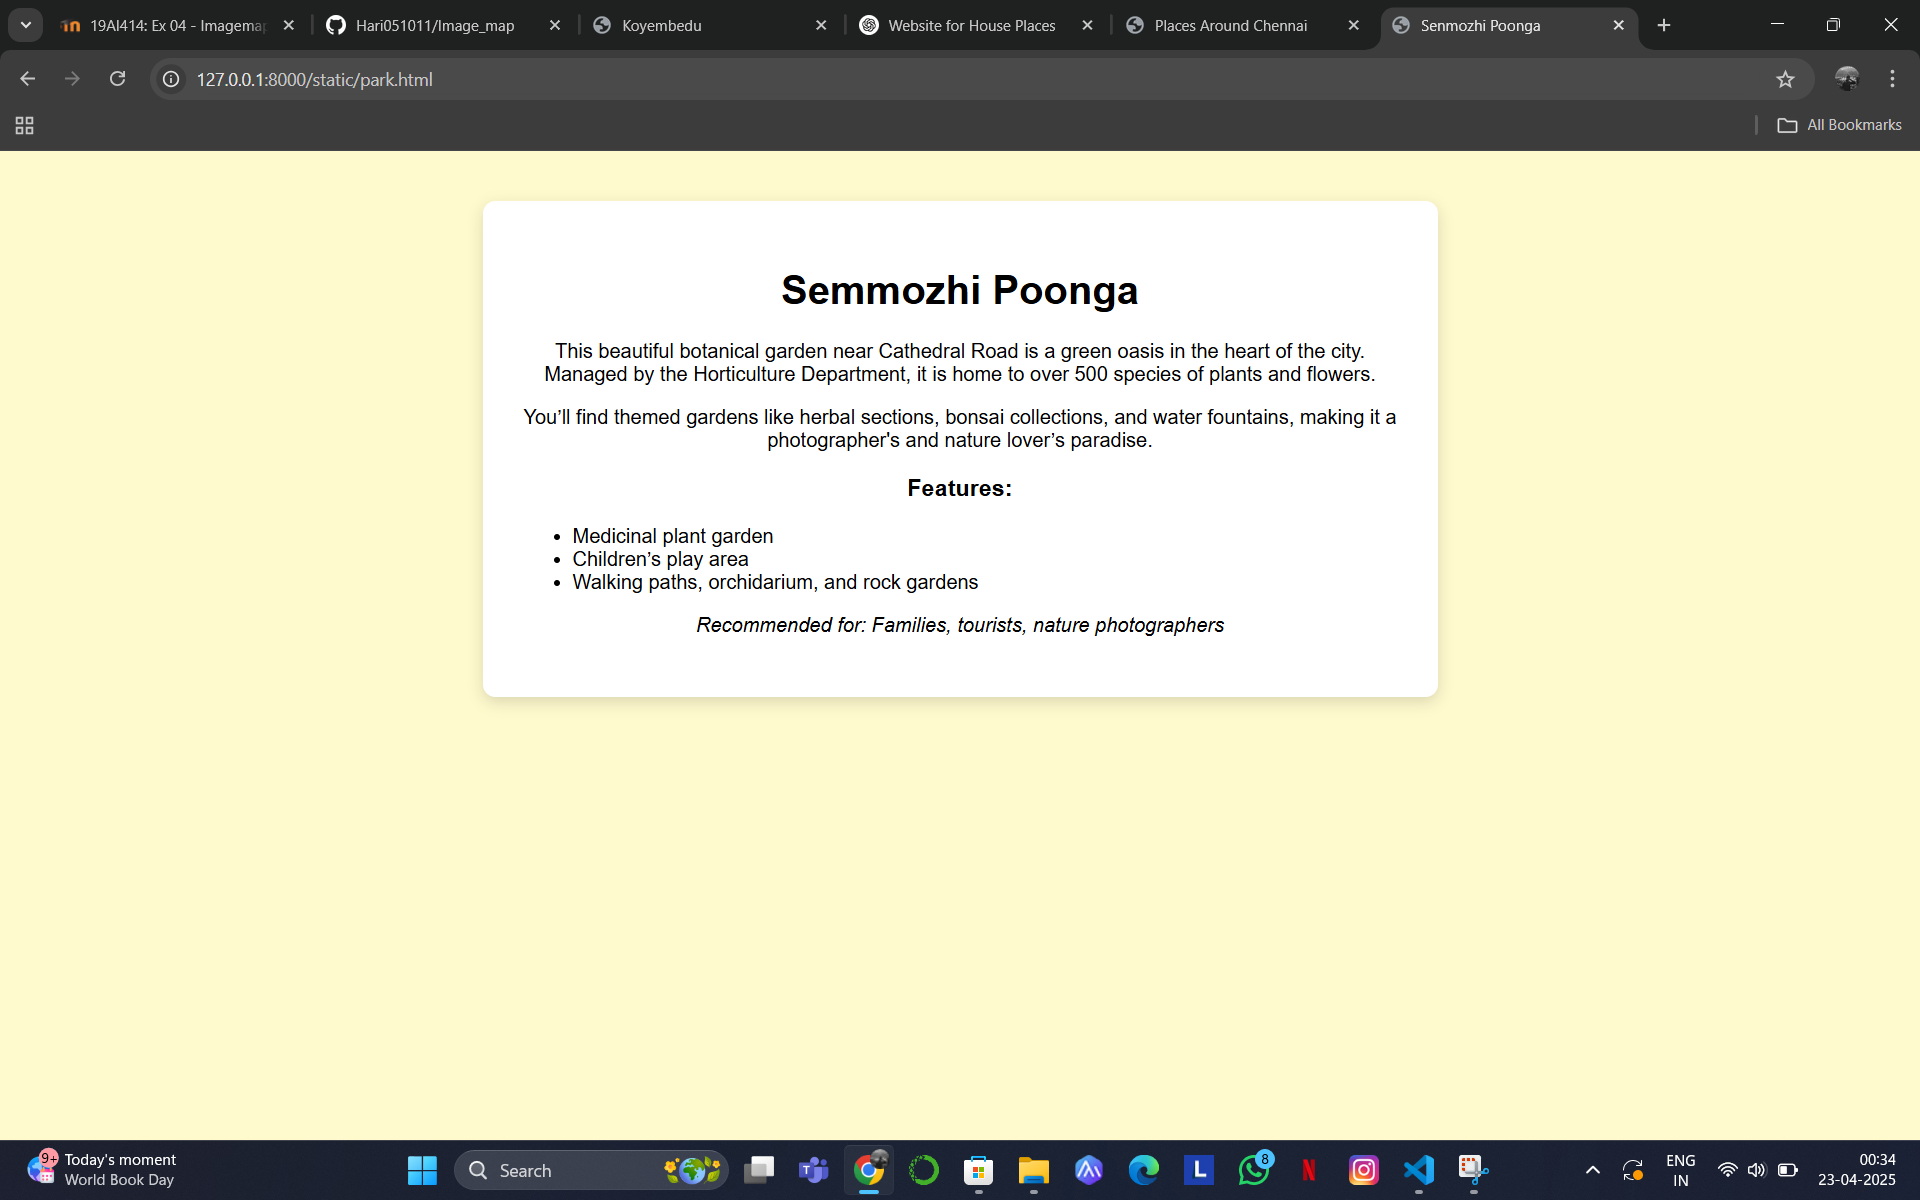 19AI414: Ex 04 - Imagemap
Hari051011/Image_map
Koyembedu
Website for House Places
Places Around Chennai
Senmozhi Poonga
127.0.0.1:8000/static/park.html
All Bookmarks
Semmozhi Poonga
This beautiful botanical garden near Cathedral Road is a green oasis in the heart of the city.
Managed by the Horticulture Department, it is home to over 500 species of plants and flowers.
You’ll find themed gardens like herbal sections, bonsai collections, and water fountains, making it a
photographer's and nature lover’s paradise.
Features:
• Medicinal plant garden
• Children’s play area
• Walking paths, orchidarium, and rock gardens
Recommended for: Families, tourists, nature photographers
9+
Today's moment
World Book Day
Search
T
L
8
N
ENG
IN
00:34
23-04-2025